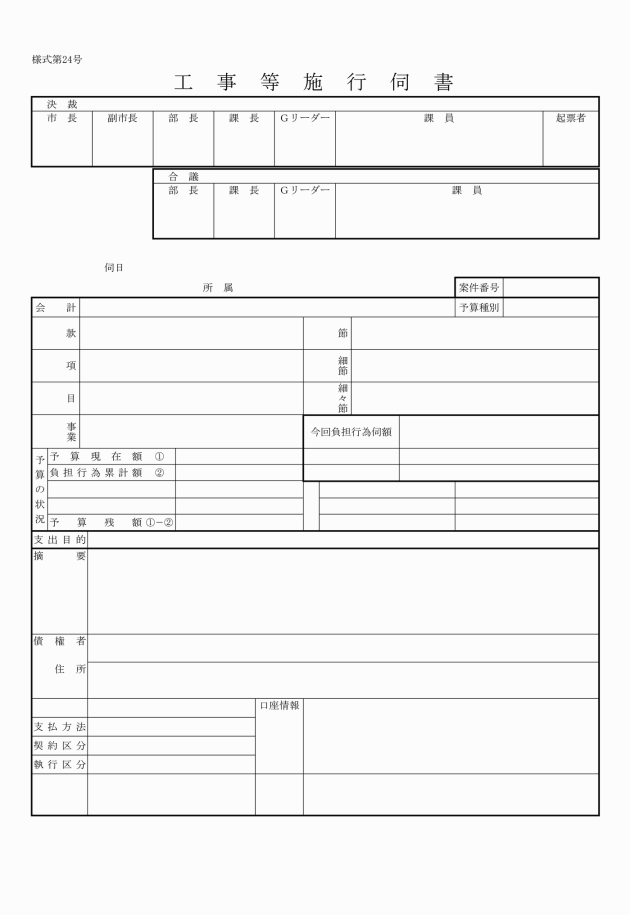 様式第24号
工事等施行伺書
決裁
市長 副市長 部長 課長 Gリーダー 課員 起票者
合議
部長 課長 Gリーダー 課員
伺日
所属 案件番号
会計 予算種別
款 節
項 細節
目 細々節
事業 今回負担行為伺額
予算の状況
予算現在額①
負担行為累計額②
予算残額①−②
支出目的
摘要
債権者
住所
口座情報
支払方法
契約区分
執行区分